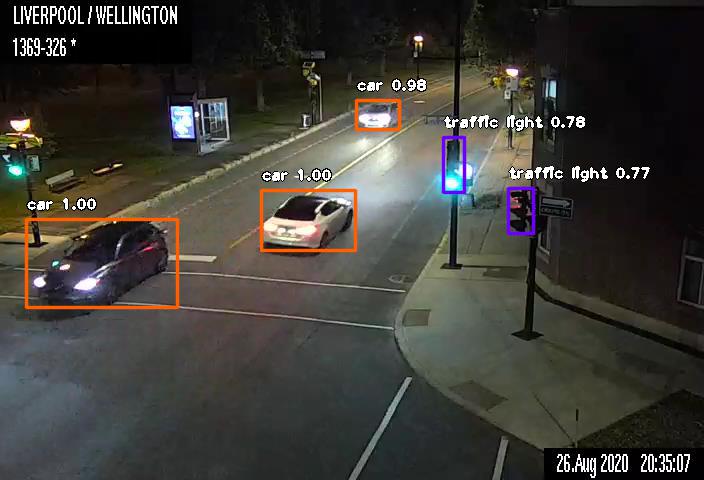 LIVERPOOL / WELLINGTON
1369-326 *
car 0.98
traffic light 0.78
traffic light 0.77
car 1.00
car 1.00
26.Aug 2020 20:35:07